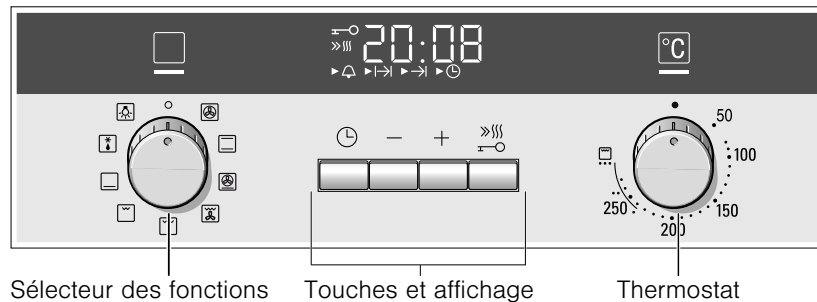 20:08
°C
50
100
150
200
250
Sélecteur des fonctions
Touches et affichage
Thermostat